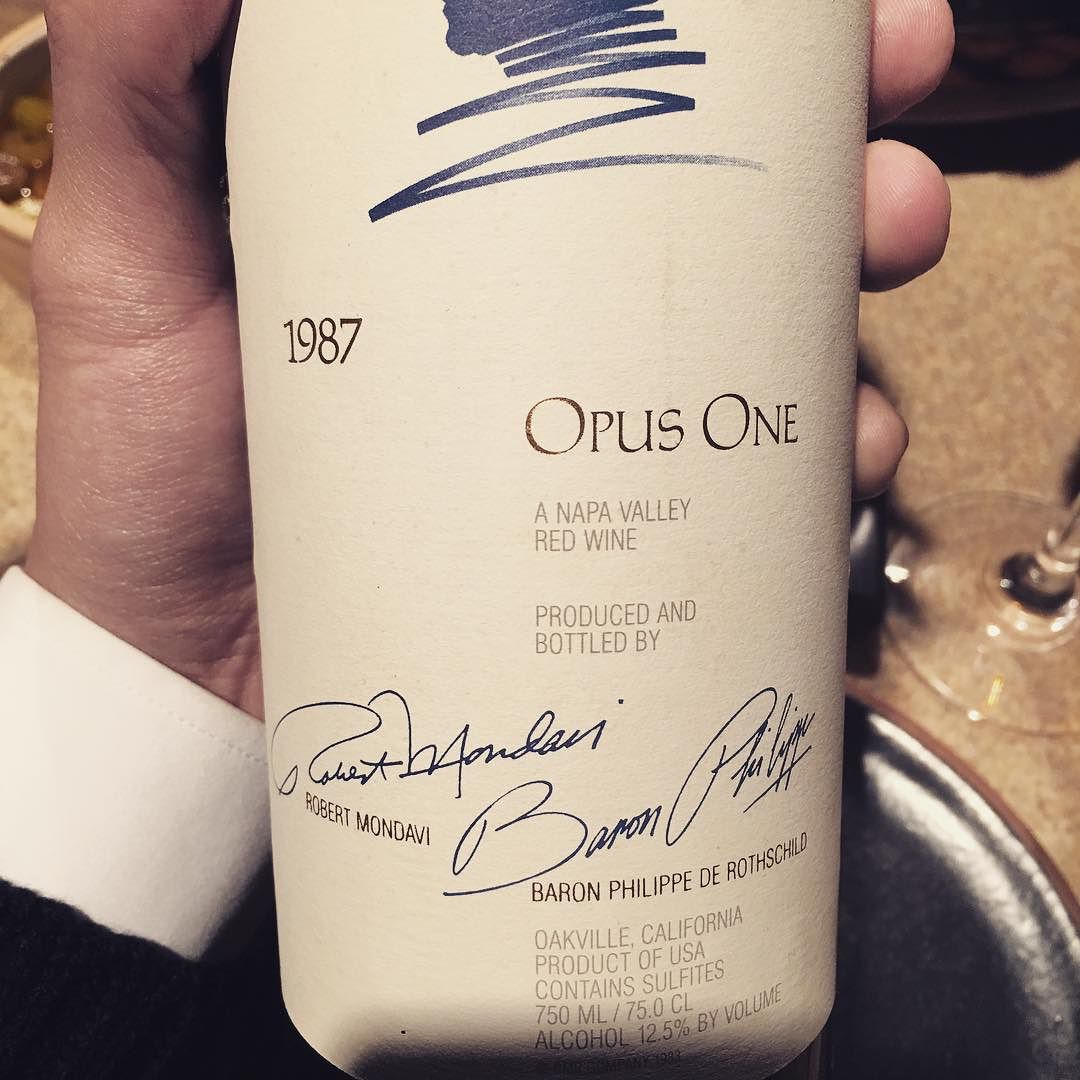 1987
OPUS ONE
A NAPA VALLEY
RED WINE
PRODUCED AND
BOTTLED BY
Robert Mondavi
ROBERT MONDAVI
Baron Philippe
BARON PHILIPPE DE ROTHSCHILD
OAKVILLE, CALIFORNIA
PRODUCT OF USA
CONTAINS SULFITES
750 ML / 75.0 CL
ALCOHOL 12.5% BY VOLUME
COMPANY 1983